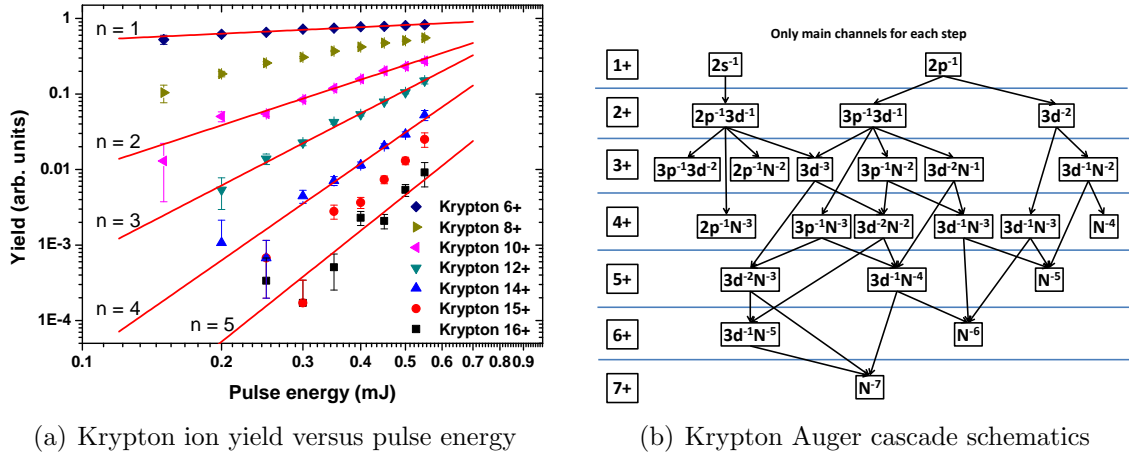 1
0.1
0.01
1E-3
1E-4
Yield (arb. units)
n = 1
n = 2
n = 3
n = 4
n = 5
Krypton 6+
Krypton 8+
Krypton 10+
Krypton 12+
Krypton 14+
Krypton 15+
Krypton 16+
0.1 0.2 0.3 0.4 0.5 0.6 0.7 0.8 0.9
Pulse energy (mJ)
(a) Krypton ion yield versus pulse energy
Only main channels for each step
1+ 2s⁻¹ 2p⁻¹
2+ 2p⁻¹3d⁻¹ 3p⁻¹3d⁻¹ 3d⁻²
3+ 3p⁻¹3d⁻² 2p⁻¹N⁻² 3d⁻³ 3p⁻¹N⁻² 3d⁻²N⁻¹ 3d⁻¹N⁻²
4+ 2p⁻¹N⁻³ 3p⁻¹N⁻³ 3d⁻²N⁻² 3d⁻¹N⁻³ 3d⁻¹N⁻³ N⁻⁴
5+ 3d⁻²N⁻³ 3d⁻¹N⁻⁴ N⁻⁵
6+ 3d⁻¹N⁻⁵ N⁻⁶
7+ N⁻⁷
(b) Krypton Auger cascade schematics